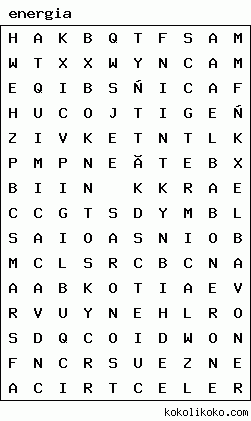 energia
H A K B Q T F S A M
W T X X W Y N C A M
E Q I B S Ñ I C A F
H U C O J T I G E Ñ
Z I V K E T N T L K
P M P N E Ă T E B X
B I I N   K K R A E
C C G T S D Y M B L
S A I O A S N I O B
M C L S R C B C N A
A A B K O T I A E V
R V U Y N E H L R O
S D Q C O I D W O N
F N C R S U E Z N E
A C I R T C E L E R
kokolikoko.com